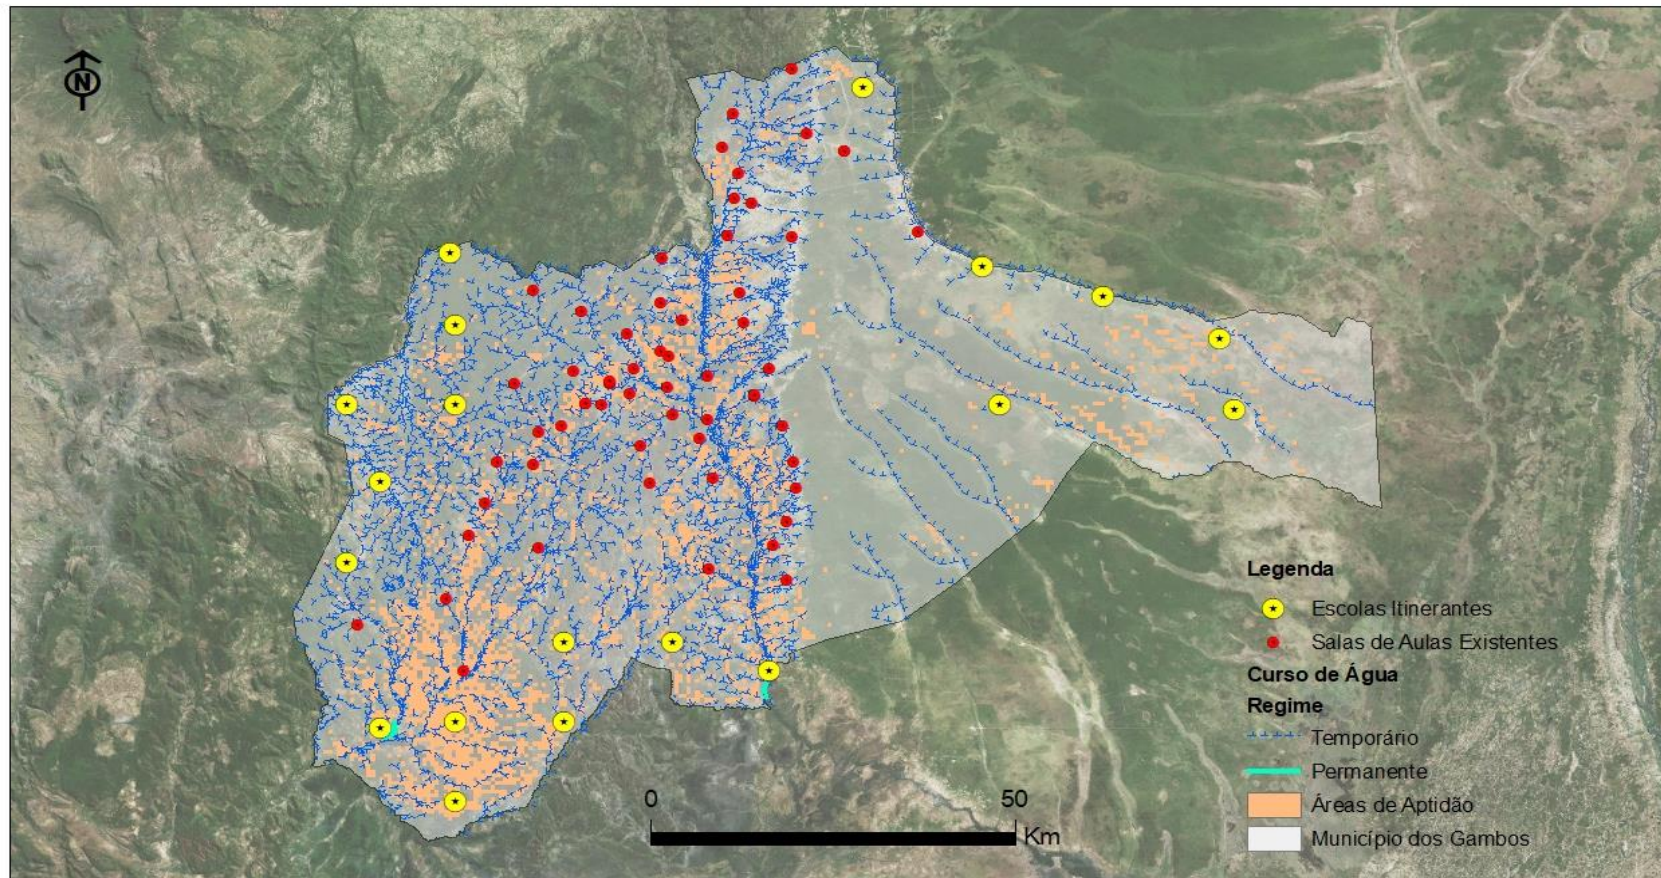 N
Legenda
Escolas Itinerantes
Salas de Aulas Existentes
Curso de Água
Regime
Temporário
Permanente
Áreas de Aptidão
Município dos Gambos
0 50
Km